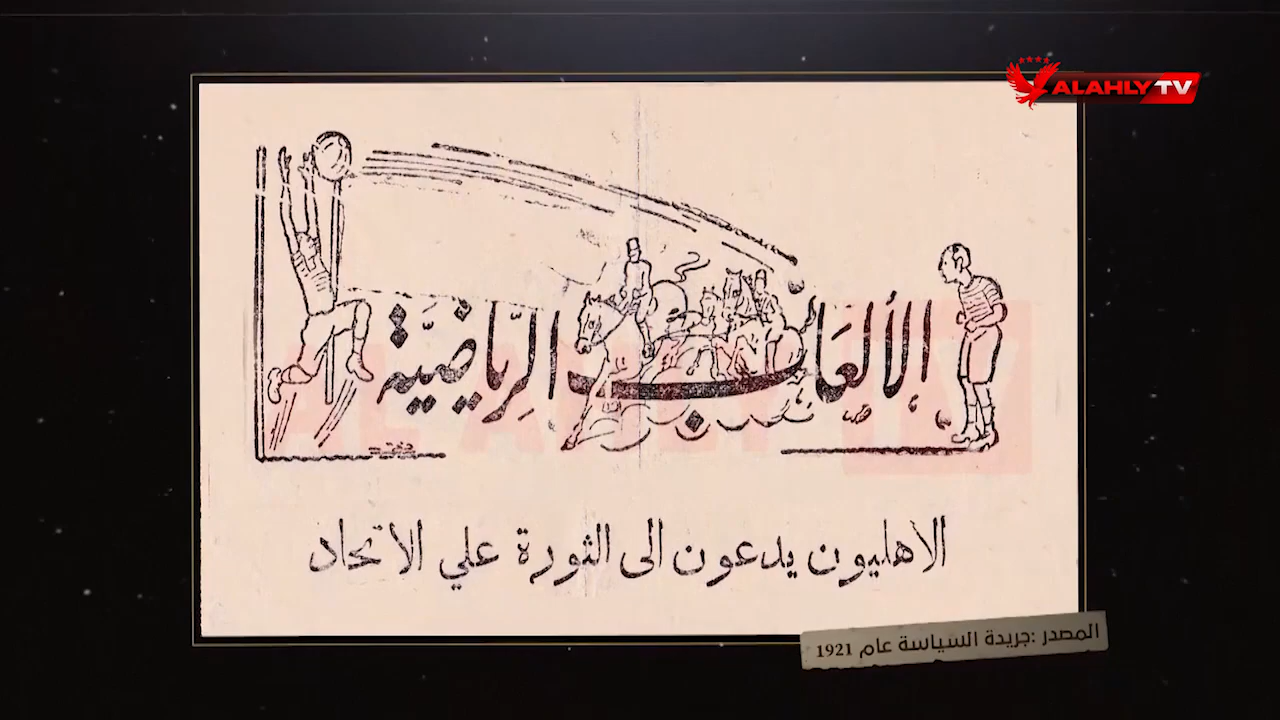 ALAHLY TV
الألعاب الرياضية
الاهليون يدعون الى الثورة علي الاتحاد
المصدر :جريدة السياسة عام 1921